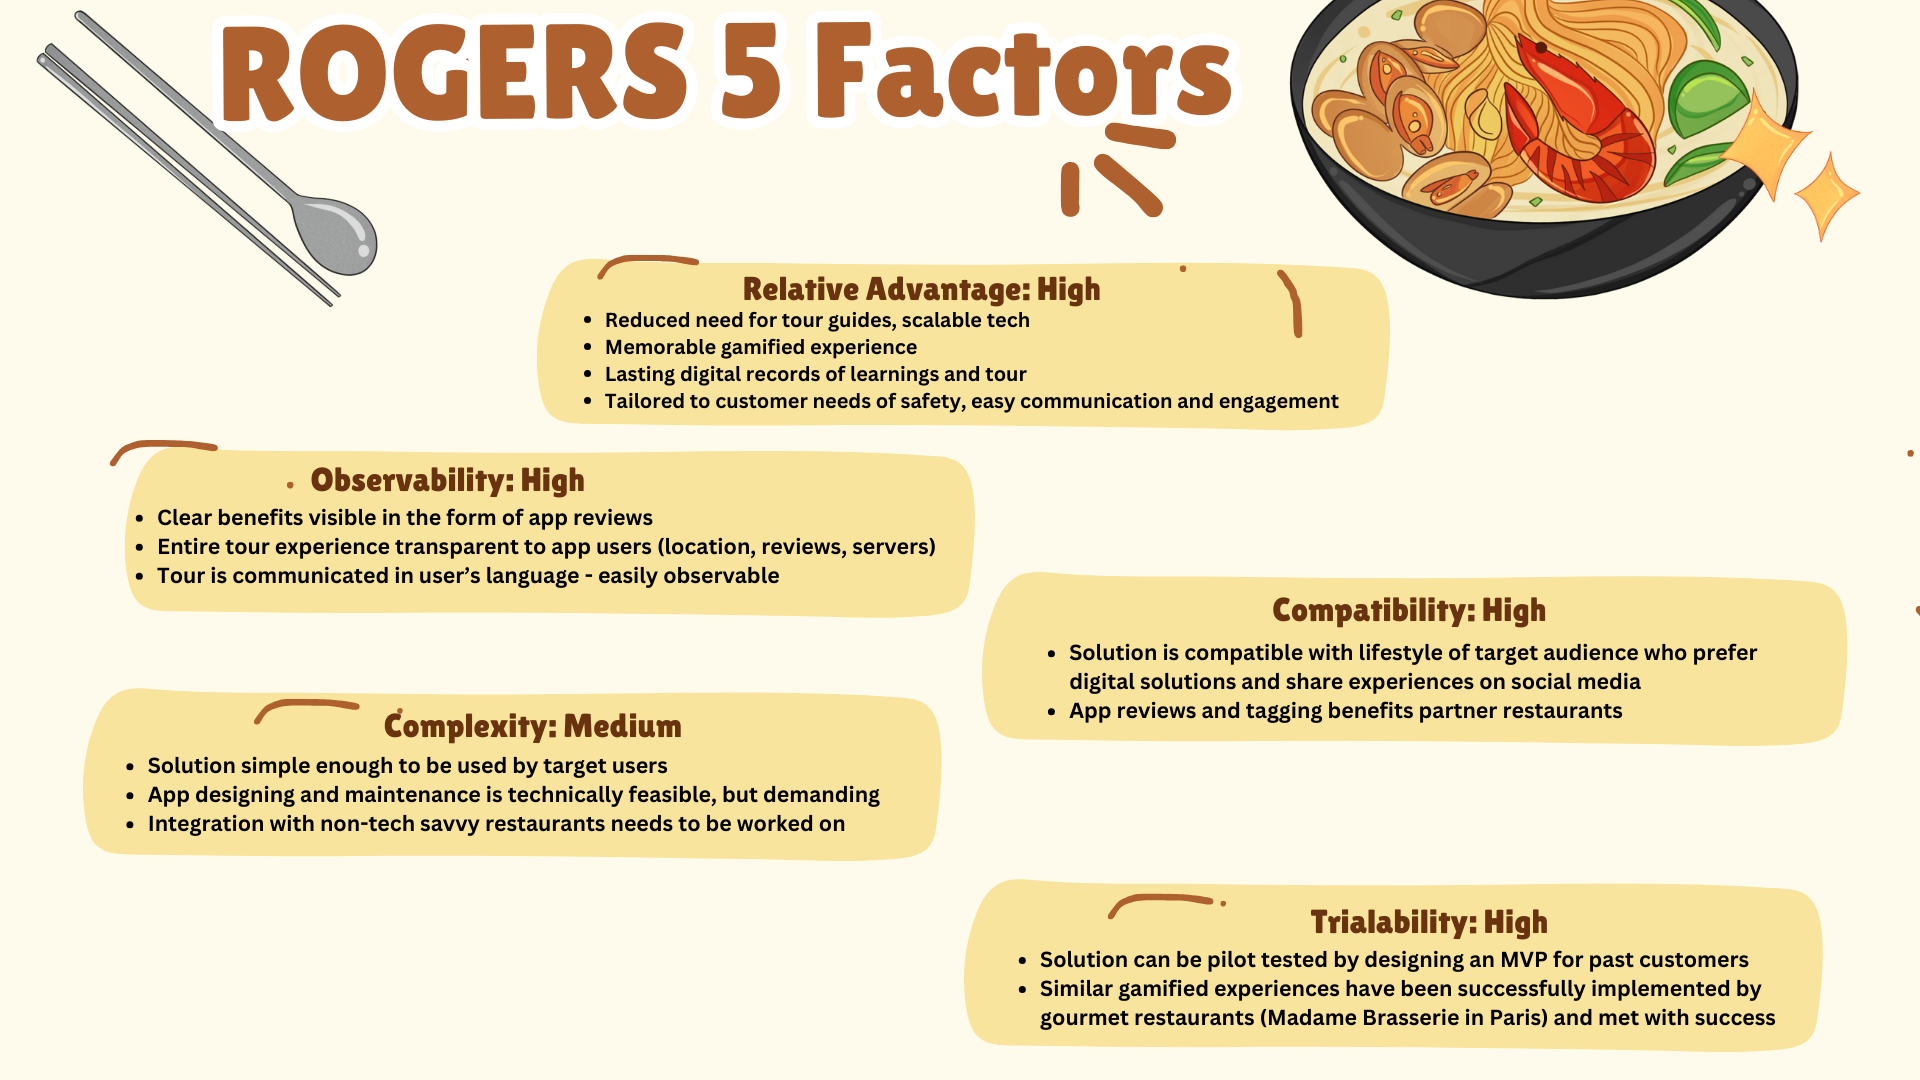 ROGERS 5 Factors
Relative Advantage: High
• Reduced need for tour guides, scalable tech
• Memorable gamified experience
• Lasting digital records of learnings and tour
• Tailored to customer needs of safety, easy communication and engagement
Observability: High
• Clear benefits visible in the form of app reviews
• Entire tour experience transparent to app users (location, reviews, servers)
• Tour is communicated in user’s language - easily observable
Compatibility: High
• Solution is compatible with lifestyle of target audience who prefer
digital solutions and share experiences on social media
• App reviews and tagging benefits partner restaurants
Complexity: Medium
• Solution simple enough to be used by target users
• App designing and maintenance is technically feasible, but demanding
• Integration with non-tech savvy restaurants needs to be worked on
Trialability: High
• Solution can be pilot tested by designing an MVP for past customers
• Similar gamified experiences have been successfully implemented by
gourmet restaurants (Madame Brasserie in Paris) and met with success